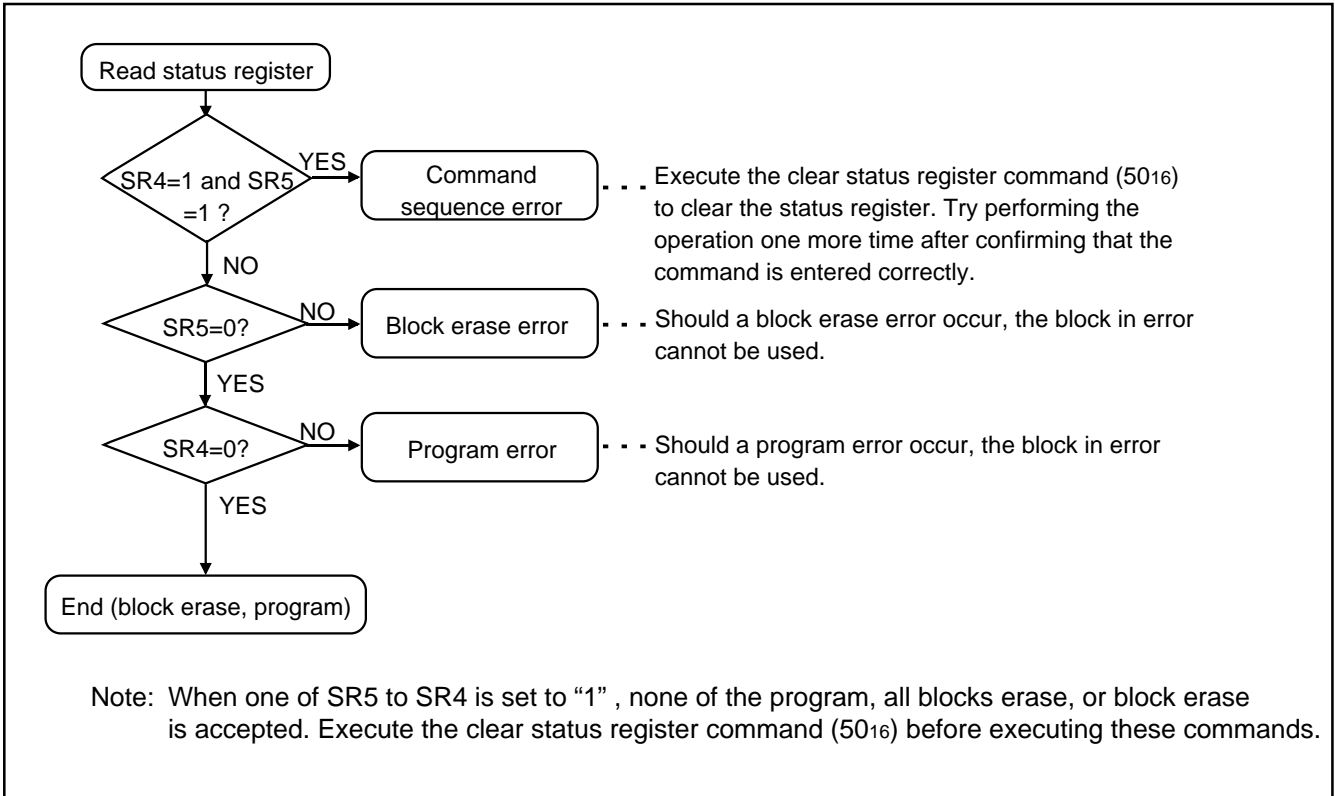 Read status register
SR4=1 and SR5
=1 ?
YES
Command
sequence error
Execute the clear status register command (5016)
to clear the status register. Try performing the
operation one more time after confirming that the
command is entered correctly.
NO
SR5=0?
NO
Block erase error
Should a block erase error occur, the block in error
cannot be used.
YES
SR4=0?
NO
Program error
Should a program error occur, the block in error
cannot be used.
YES
End (block erase, program)
Note: When one of SR5 to SR4 is set to “1” , none of the program, all blocks erase, or block erase
is accepted. Execute the clear status register command (5016) before executing these commands.